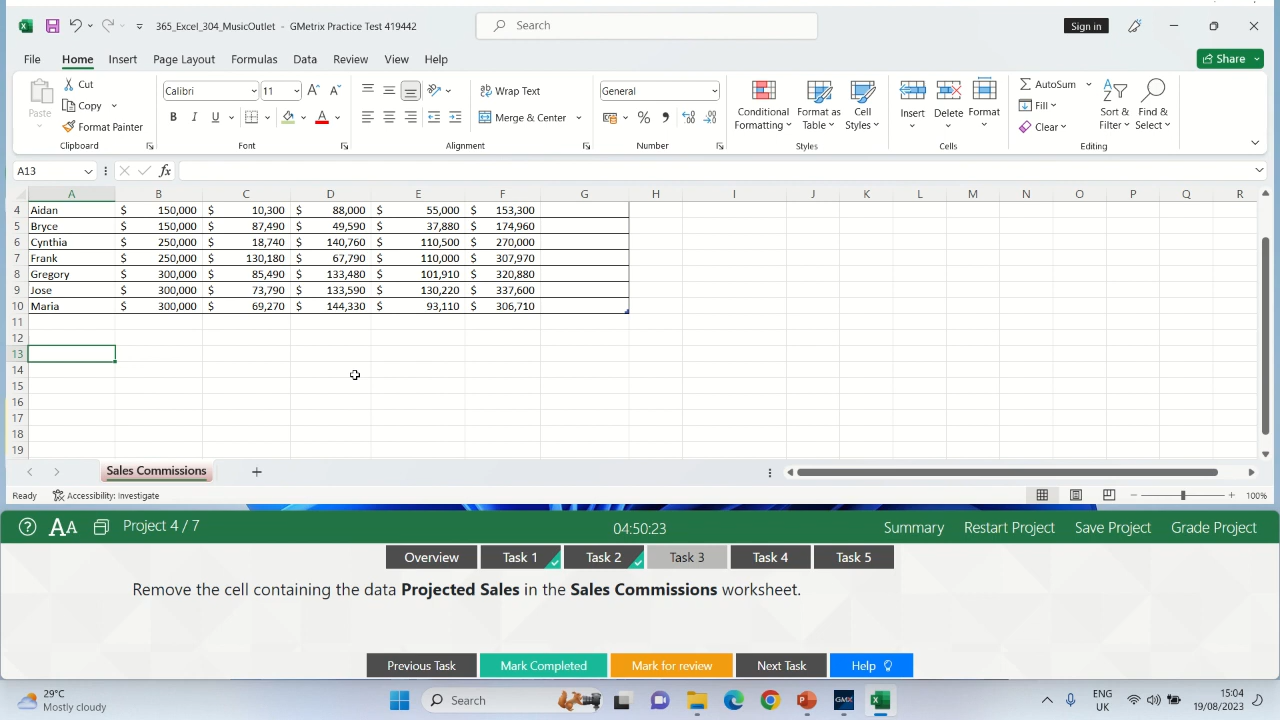 365_Excel_304_MusicOutlet - GMetrix Practice Test 419442
Search
Sign in
File Home Insert Page Layout Formulas Data Review View Help
Share
Paste
Cut
Copy
Format Painter
Clipboard
Calibri
11
B I U
Font
Wrap Text
Merge & Center
Alignment
General
Number
Conditional Formatting
Format as Table
Cell Styles
Styles
Insert
Delete
Format
Cells
AutoSum
Fill
Clear
Sort & Filter
Find & Select
Editing
A13
fx
A B C D E F G H I J K L M N O P Q R
4 Aidan $ 150,000 $ 10,300 $ 88,000 $ 55,000 $ 153,300
5 Bryce $ 150,000 $ 87,490 $ 49,590 $ 37,880 $ 174,960
6 Cynthia $ 250,000 $ 18,740 $ 140,760 $ 110,500 $ 270,000
7 Frank $ 250,000 $ 130,180 $ 67,790 $ 110,000 $ 307,970
8 Gregory $ 300,000 $ 85,490 $ 133,480 $ 101,910 $ 320,880
9 Jose $ 300,000 $ 73,790 $ 133,590 $ 130,220 $ 337,600
10 Maria $ 300,000 $ 69,270 $ 144,330 $ 93,110 $ 306,710
11
12
13
14
15
16
17
18
19
Sales Commissions
Ready
Accessibility: Investigate
100%
Project 4 / 7
04:50:23
Summary Restart Project Save Project Grade Project
Overview Task 1 Task 2 Task 3 Task 4 Task 5
Remove the cell containing the data Projected Sales in the Sales Commissions worksheet.
Previous Task Mark Completed Mark for review Next Task Help
29°C
Mostly cloudy
Search
GMX
ENG
UK
15:04
19/08/2023